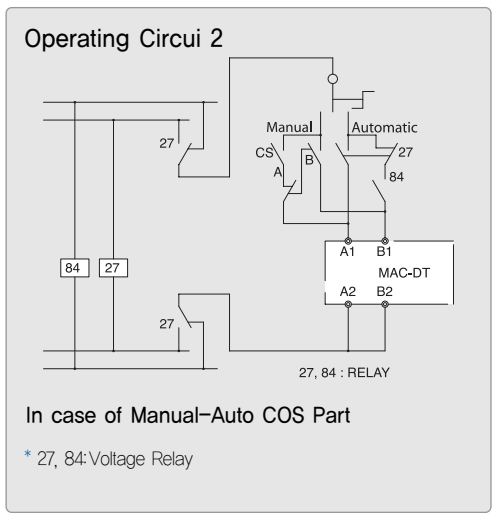 Operating Circui 2
Manual
Automatic
27
CS
A
B
27
84
A1
B1
MAC-DT
84
27
A2
B2
27
27, 84 : RELAY
In case of Manual-Auto COS Part
* 27, 84:Voltage Relay